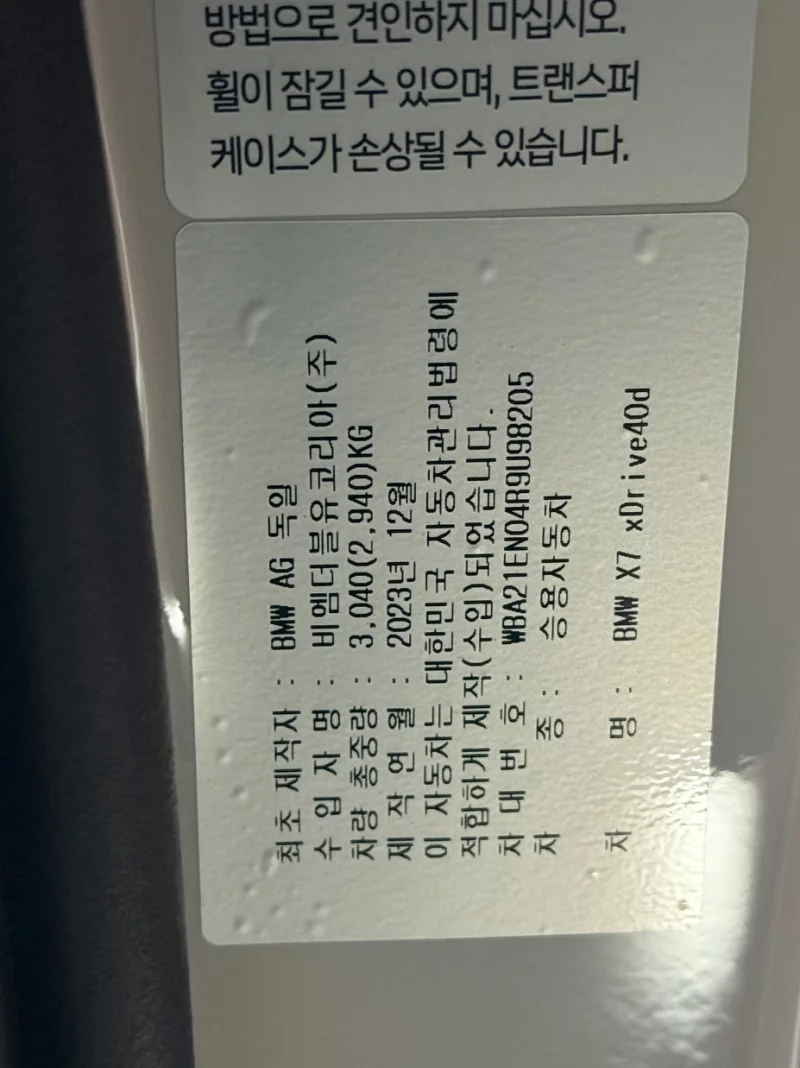 방법으로 견인하지 마십시오.
휠이 잠길 수 있으며, 트랜스퍼
케이스가 손상될 수 있습니다.
최초 제작자 : BMW AG 독일
수 입 자 명 : 비엠더블유코리아(주)
차량 총중량 : 3,040(2,940)KG
제 작 연 월 : 2023년 12월
이 자동차는 대한민국 자동차관리법령에
적합하게 제작(수입)되었습니다.
차 대 번 호 : WBA21EN04R9U98205
차 종 : 승용자동차
차 명 : BMW X7 xDrive40d